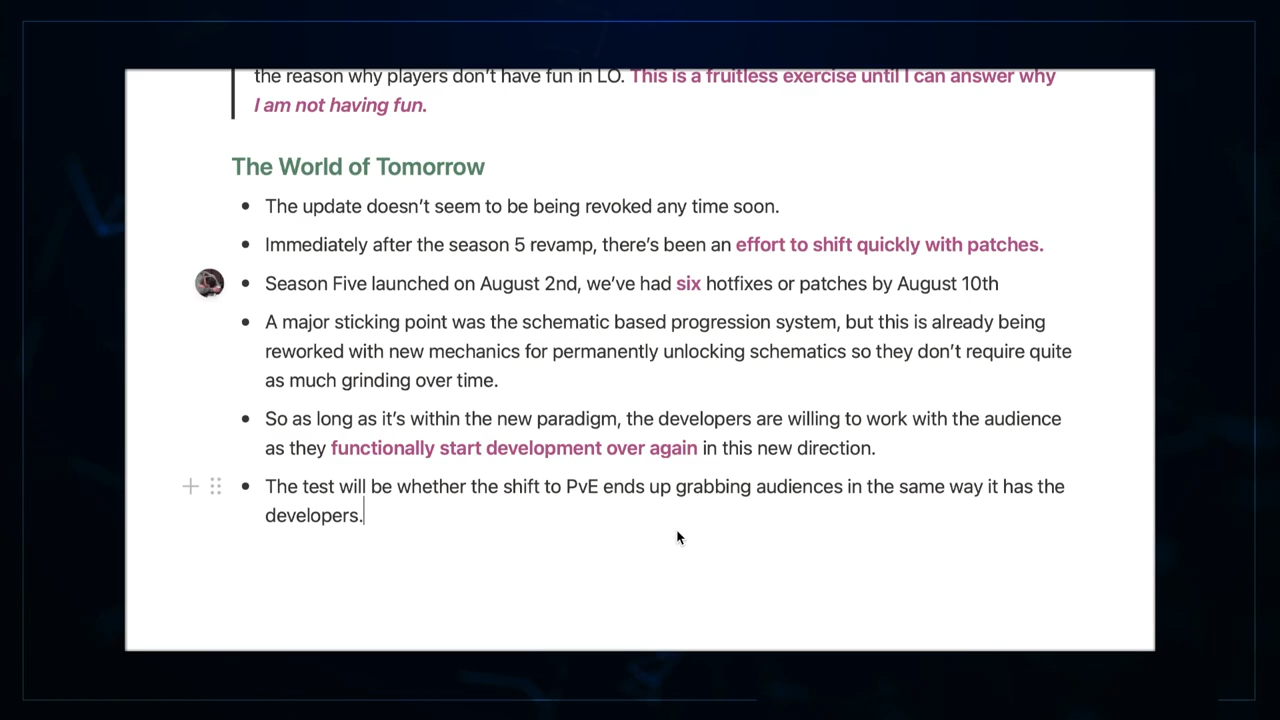 the reason why players don't have fun in LO. This is a fruitless exercise until I can answer why
I am not having fun.
The World of Tomorrow
The update doesn't seem to be being revoked any time soon.
Immediately after the season 5 revamp, there's been an effort to shift quickly with patches.
Season Five launched on August 2nd, we've had six hotfixes or patches by August 10th
A major sticking point was the schematic based progression system, but this is already being
reworked with new mechanics for permanently unlocking schematics so they don't require quite
as much grinding over time.
So as long as it's within the new paradigm, the developers are willing to work with the audience
as they functionally start development over again in this new direction.
The test will be whether the shift to PvE ends up grabbing audiences in the same way it has the
developers.